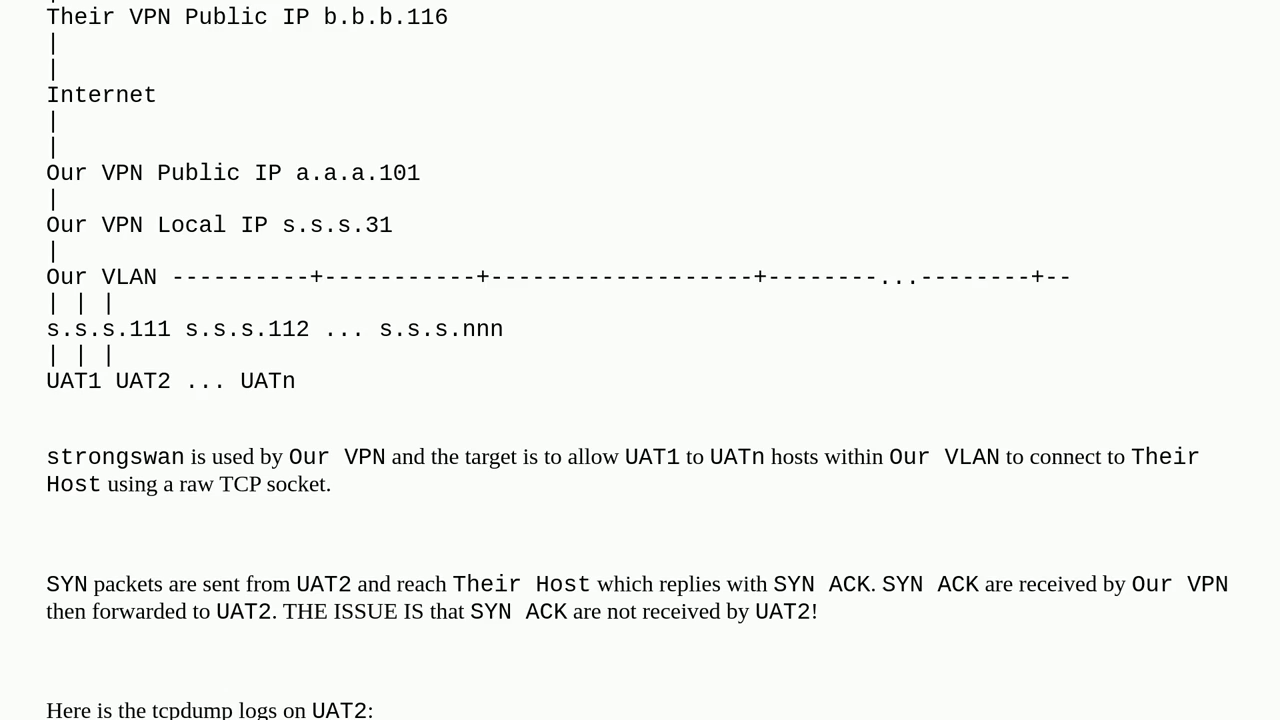 Their VPN Public IP b.b.b.116
|
|
Internet
|
|
Our VPN Public IP a.a.a.101
|
Our VPN Local IP s.s.s.31
|
Our VLAN ----------+-----------+-------------------+--------...--------+--
| | |
s.s.s.111 s.s.s.112 ... s.s.s.nnn
| | |
UAT1 UAT2 ... UATn
strongswan is used by Our VPN and the target is to allow UAT1 to UATn hosts within Our VLAN to connect to Their
Host using a raw TCP socket.
SYN packets are sent from UAT2 and reach Their Host which replies with SYN ACK. SYN ACK are received by Our VPN
then forwarded to UAT2. THE ISSUE IS that SYN ACK are not received by UAT2!
Here is the tcpdump logs on UAT2: